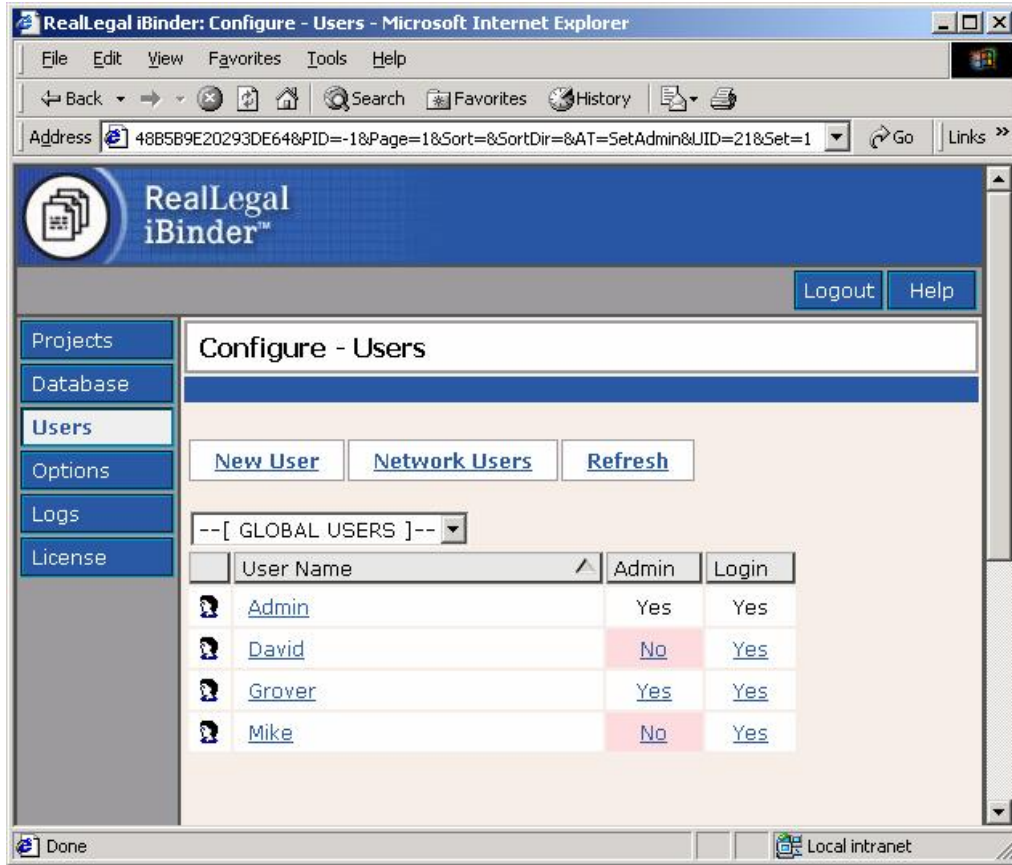 RealLegal iBinder: Configure - Users - Microsoft Internet Explorer
File Edit View Favorites Tools Help
Back Search Favorites History
Address 48B5B9E20293DE64&PID=-1&Page=1&Sort=&SortDir=&AT=SetAdmin&UID=21&Set=1 Go Links »
RealLegal
iBinder™
Logout Help
Projects
Database
Users
Options
Logs
License
Configure - Users
New User Network Users Refresh
--[ GLOBAL USERS ]--
User Name Admin Login
Admin Yes Yes
David No Yes
Grover Yes Yes
Mike No Yes
Done Local intranet